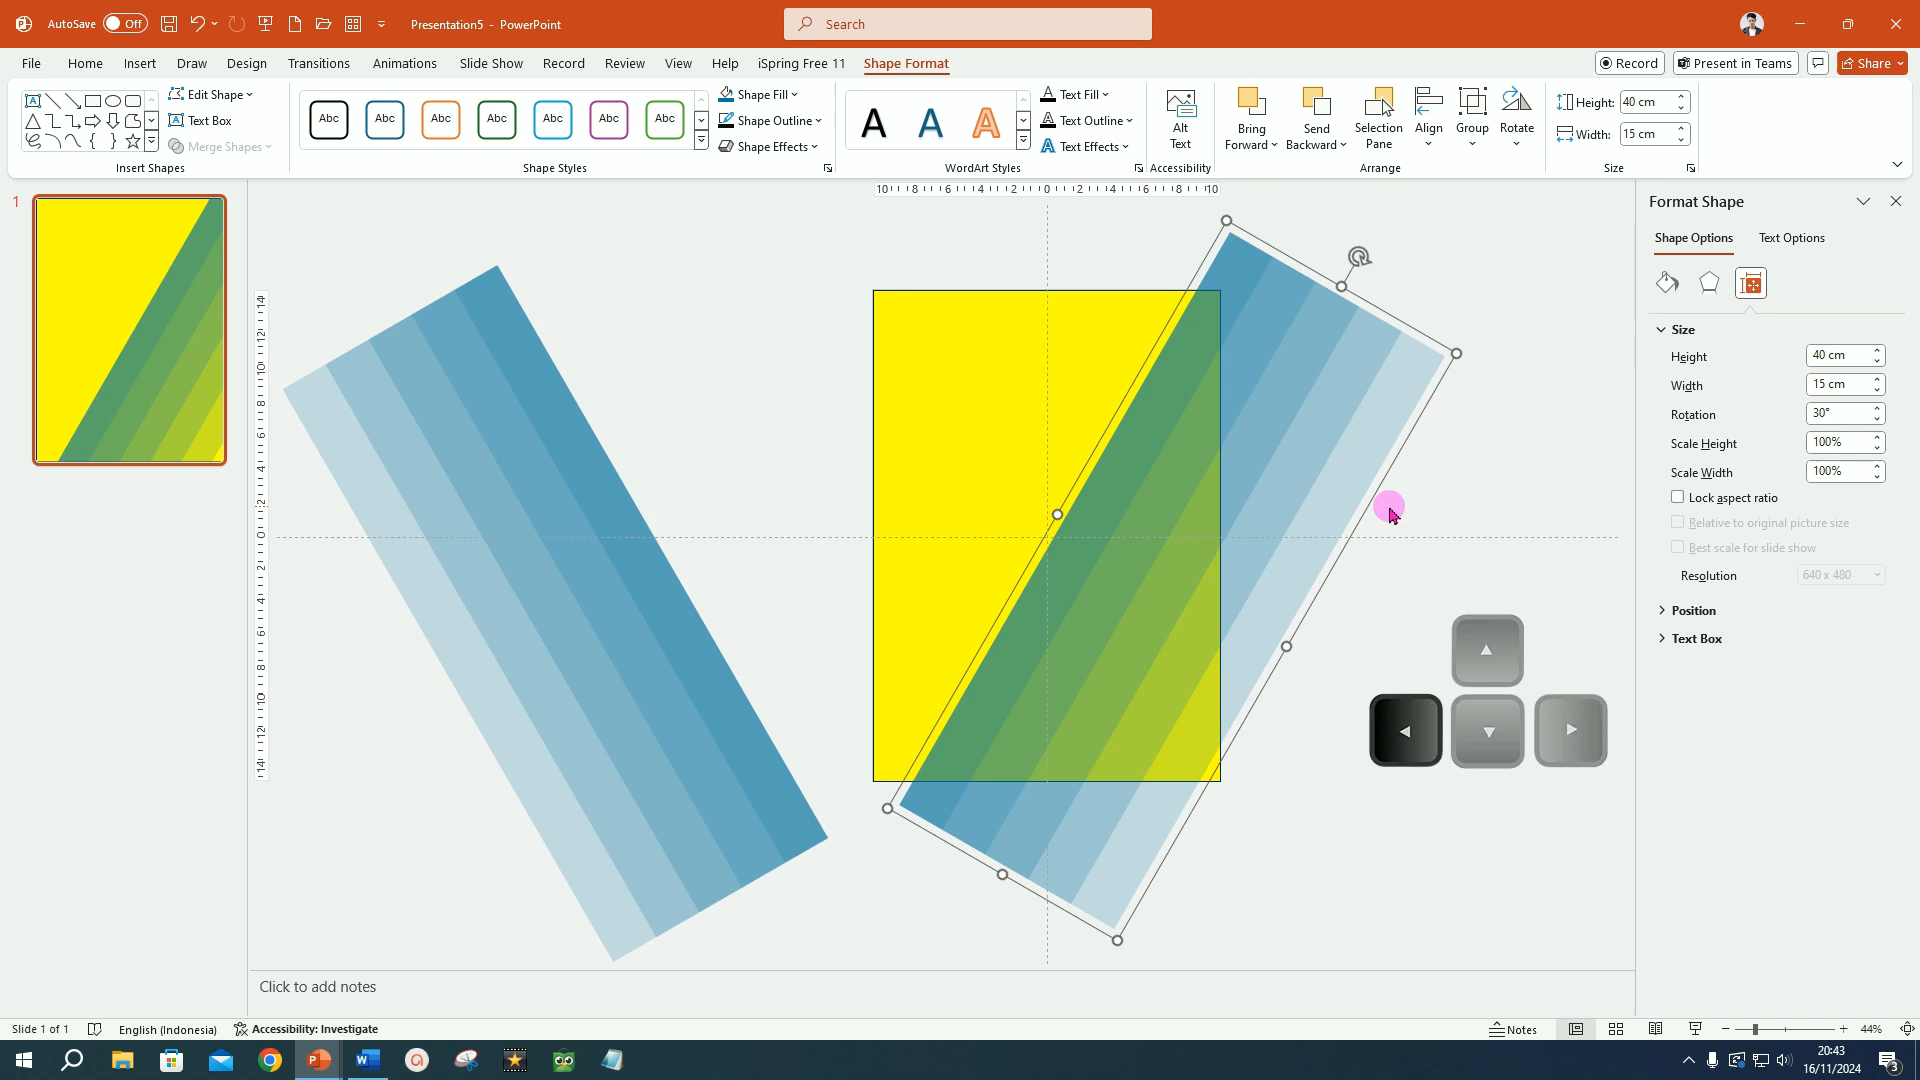 AutoSave Off
Presentation5 - PowerPoint
Search
File Home Insert Draw Design Transitions Animations Slide Show Record Review View Help iSpring Free 11 Shape Format
Record Present in Teams Share
Edit Shape
Text Box
Merge Shapes
Insert Shapes
Abc Abc Abc Abc Abc Abc Abc
Shape Fill
Shape Outline
Shape Effects
Shape Styles
A A A
Text Fill
Text Outline
Text Effects
WordArt Styles
Alt
Text
Accessibility
Bring
Forward
Send
Backward
Selection
Pane
Align
Group
Rotate
Arrange
Height: 40 cm
Width: 15 cm
Size
1
Format Shape
Shape Options Text Options
Size
Height 40 cm
Width 15 cm
Rotation 30°
Scale Height 100%
Scale Width 100%
Lock aspect ratio
Relative to original picture size
Best scale for slide show
Resolution 640 x 480
Position
Text Box
Click to add notes
Slide 1 of 1
English (Indonesia)
Accessibility: Investigate
Notes
44%
20:43
16/11/2024
3